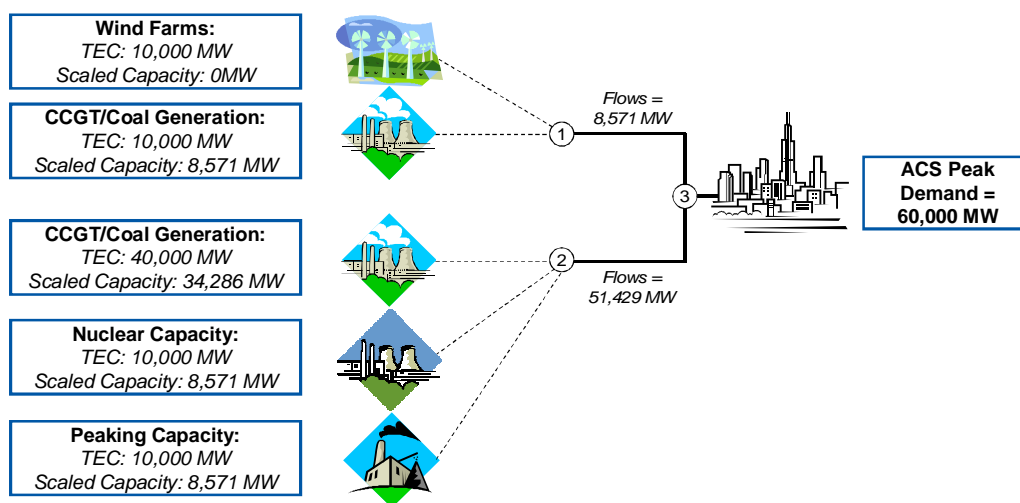 Wind Farms:
TEC: 10,000 MW
Scaled Capacity: 0MW
CCGT/Coal Generation:
TEC: 10,000 MW
Scaled Capacity: 8,571 MW
CCGT/Coal Generation:
TEC: 40,000 MW
Scaled Capacity: 34,286 MW
Nuclear Capacity:
TEC: 10,000 MW
Scaled Capacity: 8,571 MW
Peaking Capacity:
TEC: 10,000 MW
Scaled Capacity: 8,571 MW
1
Flows =
8,571 MW
2
Flows =
51,429 MW
3
ACS Peak
Demand =
60,000 MW